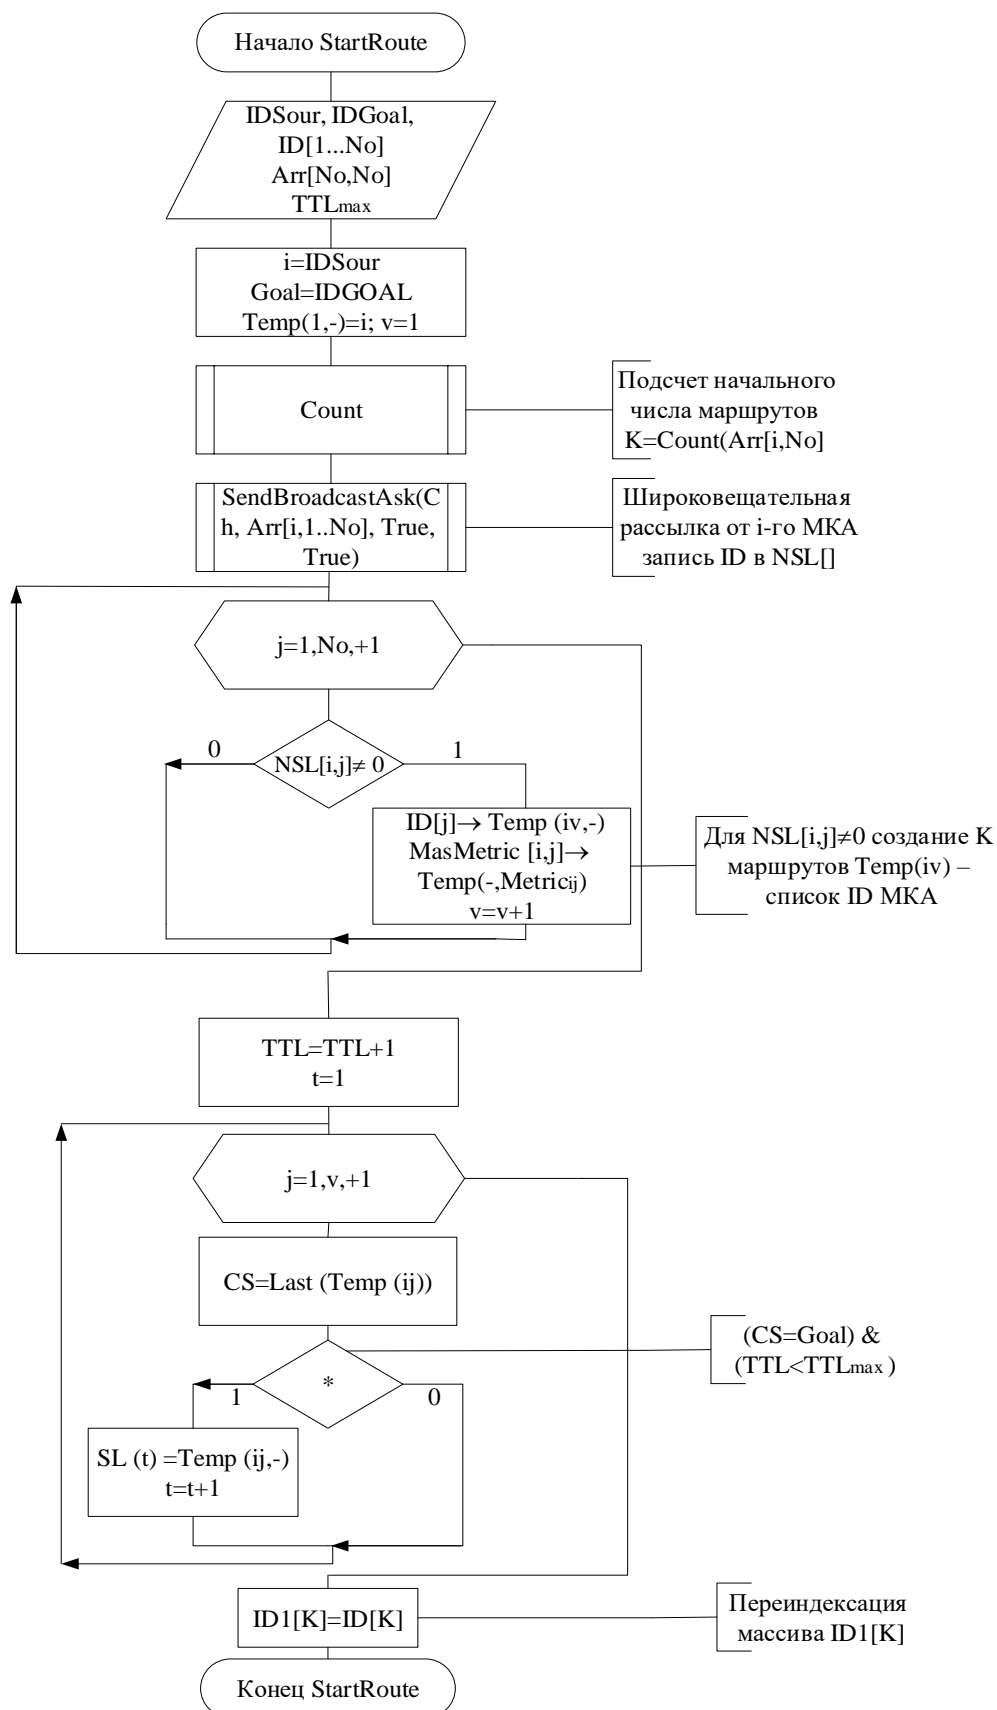 Начало StartRoute
IDSour, IDGoal,
ID[1...No]
Arr[No,No]
TTLmax
i=IDSour
Goal=IDGOAL
Temp(1,-)=i; v=1
Count
Подсчет начального
числа маршрутов
K=Count(Arr[i,No]
SendBroadcastAsk(C
h, Arr[i,1..No], True,
True)
Широковещательная
рассылка от i-го МКА
запись ID в NSL[]
j=1,No,+1
0
NSL[i,j]≠ 0
1
ID[j]→ Temp (iv,-)
MasMetric [i,j]→
Temp(-,Metricij)
v=v+1
Для NSL[i,j]≠0 создание K
маршрутов Temp(iv) –
список ID МКА
TTL=TTL+1
t=1
j=1,v,+1
CS=Last (Temp (ij))
(CS=Goal) &
(TTL<TTLmax )
1
*
0
SL (t) =Temp (ij,-)
t=t+1
ID1[K]=ID[K]
Переиндексация
массива ID1[K]
Конец StartRoute